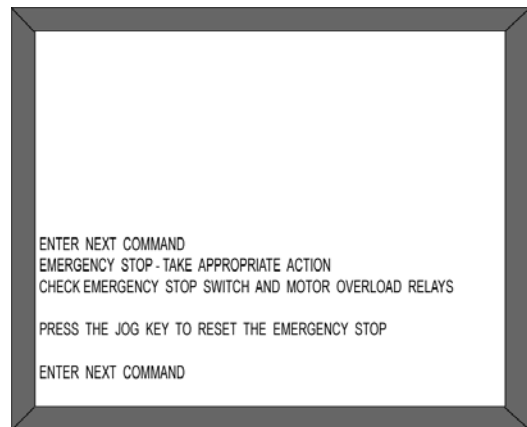 ENTER NEXT COMMAND
EMERGENCY STOP - TAKE APPROPRIATE ACTION
CHECK EMERGENCY STOP SWITCH AND MOTOR OVERLOAD RELAYS
PRESS THE JOG KEY TO RESET THE EMERGENCY STOP
ENTER NEXT COMMAND